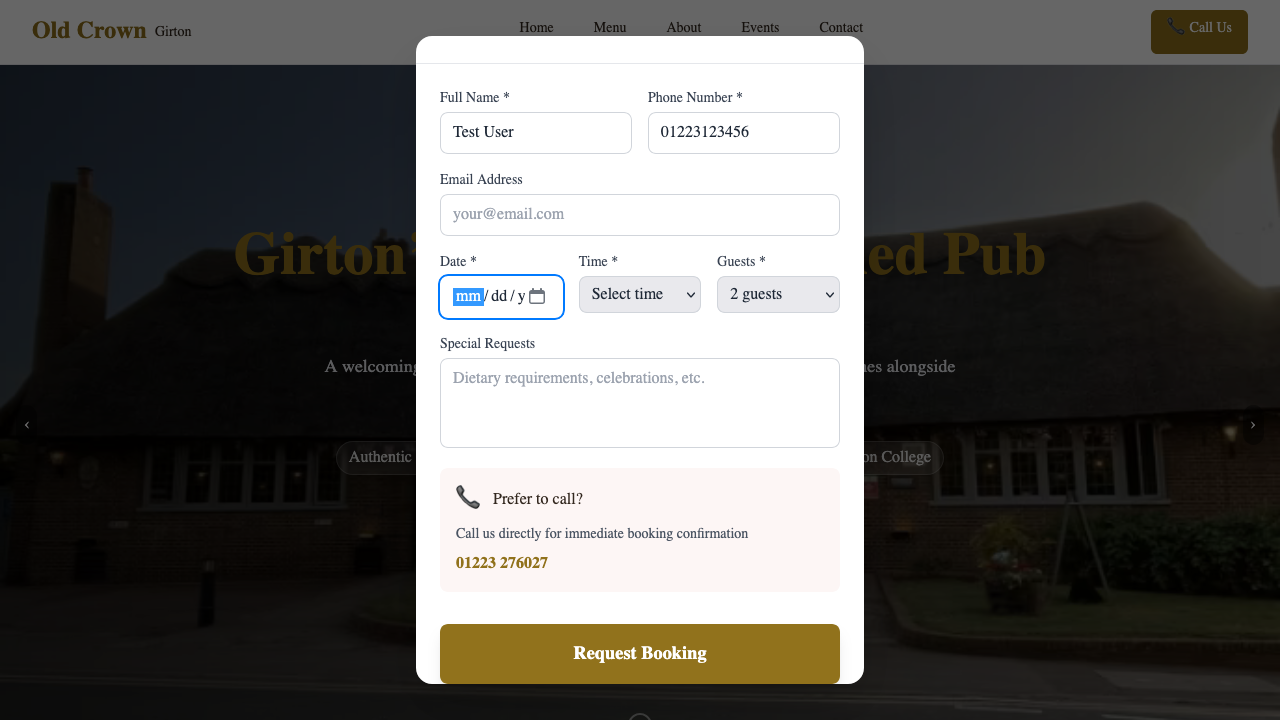 Old Crown Girton
Home Menu About Events Contact
📞 Call Us
Full Name *
Phone Number *
Test User
01223123456
Email Address
your@email.com
Date *
Time *
Guests *
mm/ dd / y
Select time
2 guests
Special Requests
Dietary requirements, celebrations, etc.
Girton'
ed Pub
A welcoming
es alongside
Authentic
on College
‹
›
📞 Prefer to call?
Call us directly for immediate booking confirmation
01223 276027
Request Booking